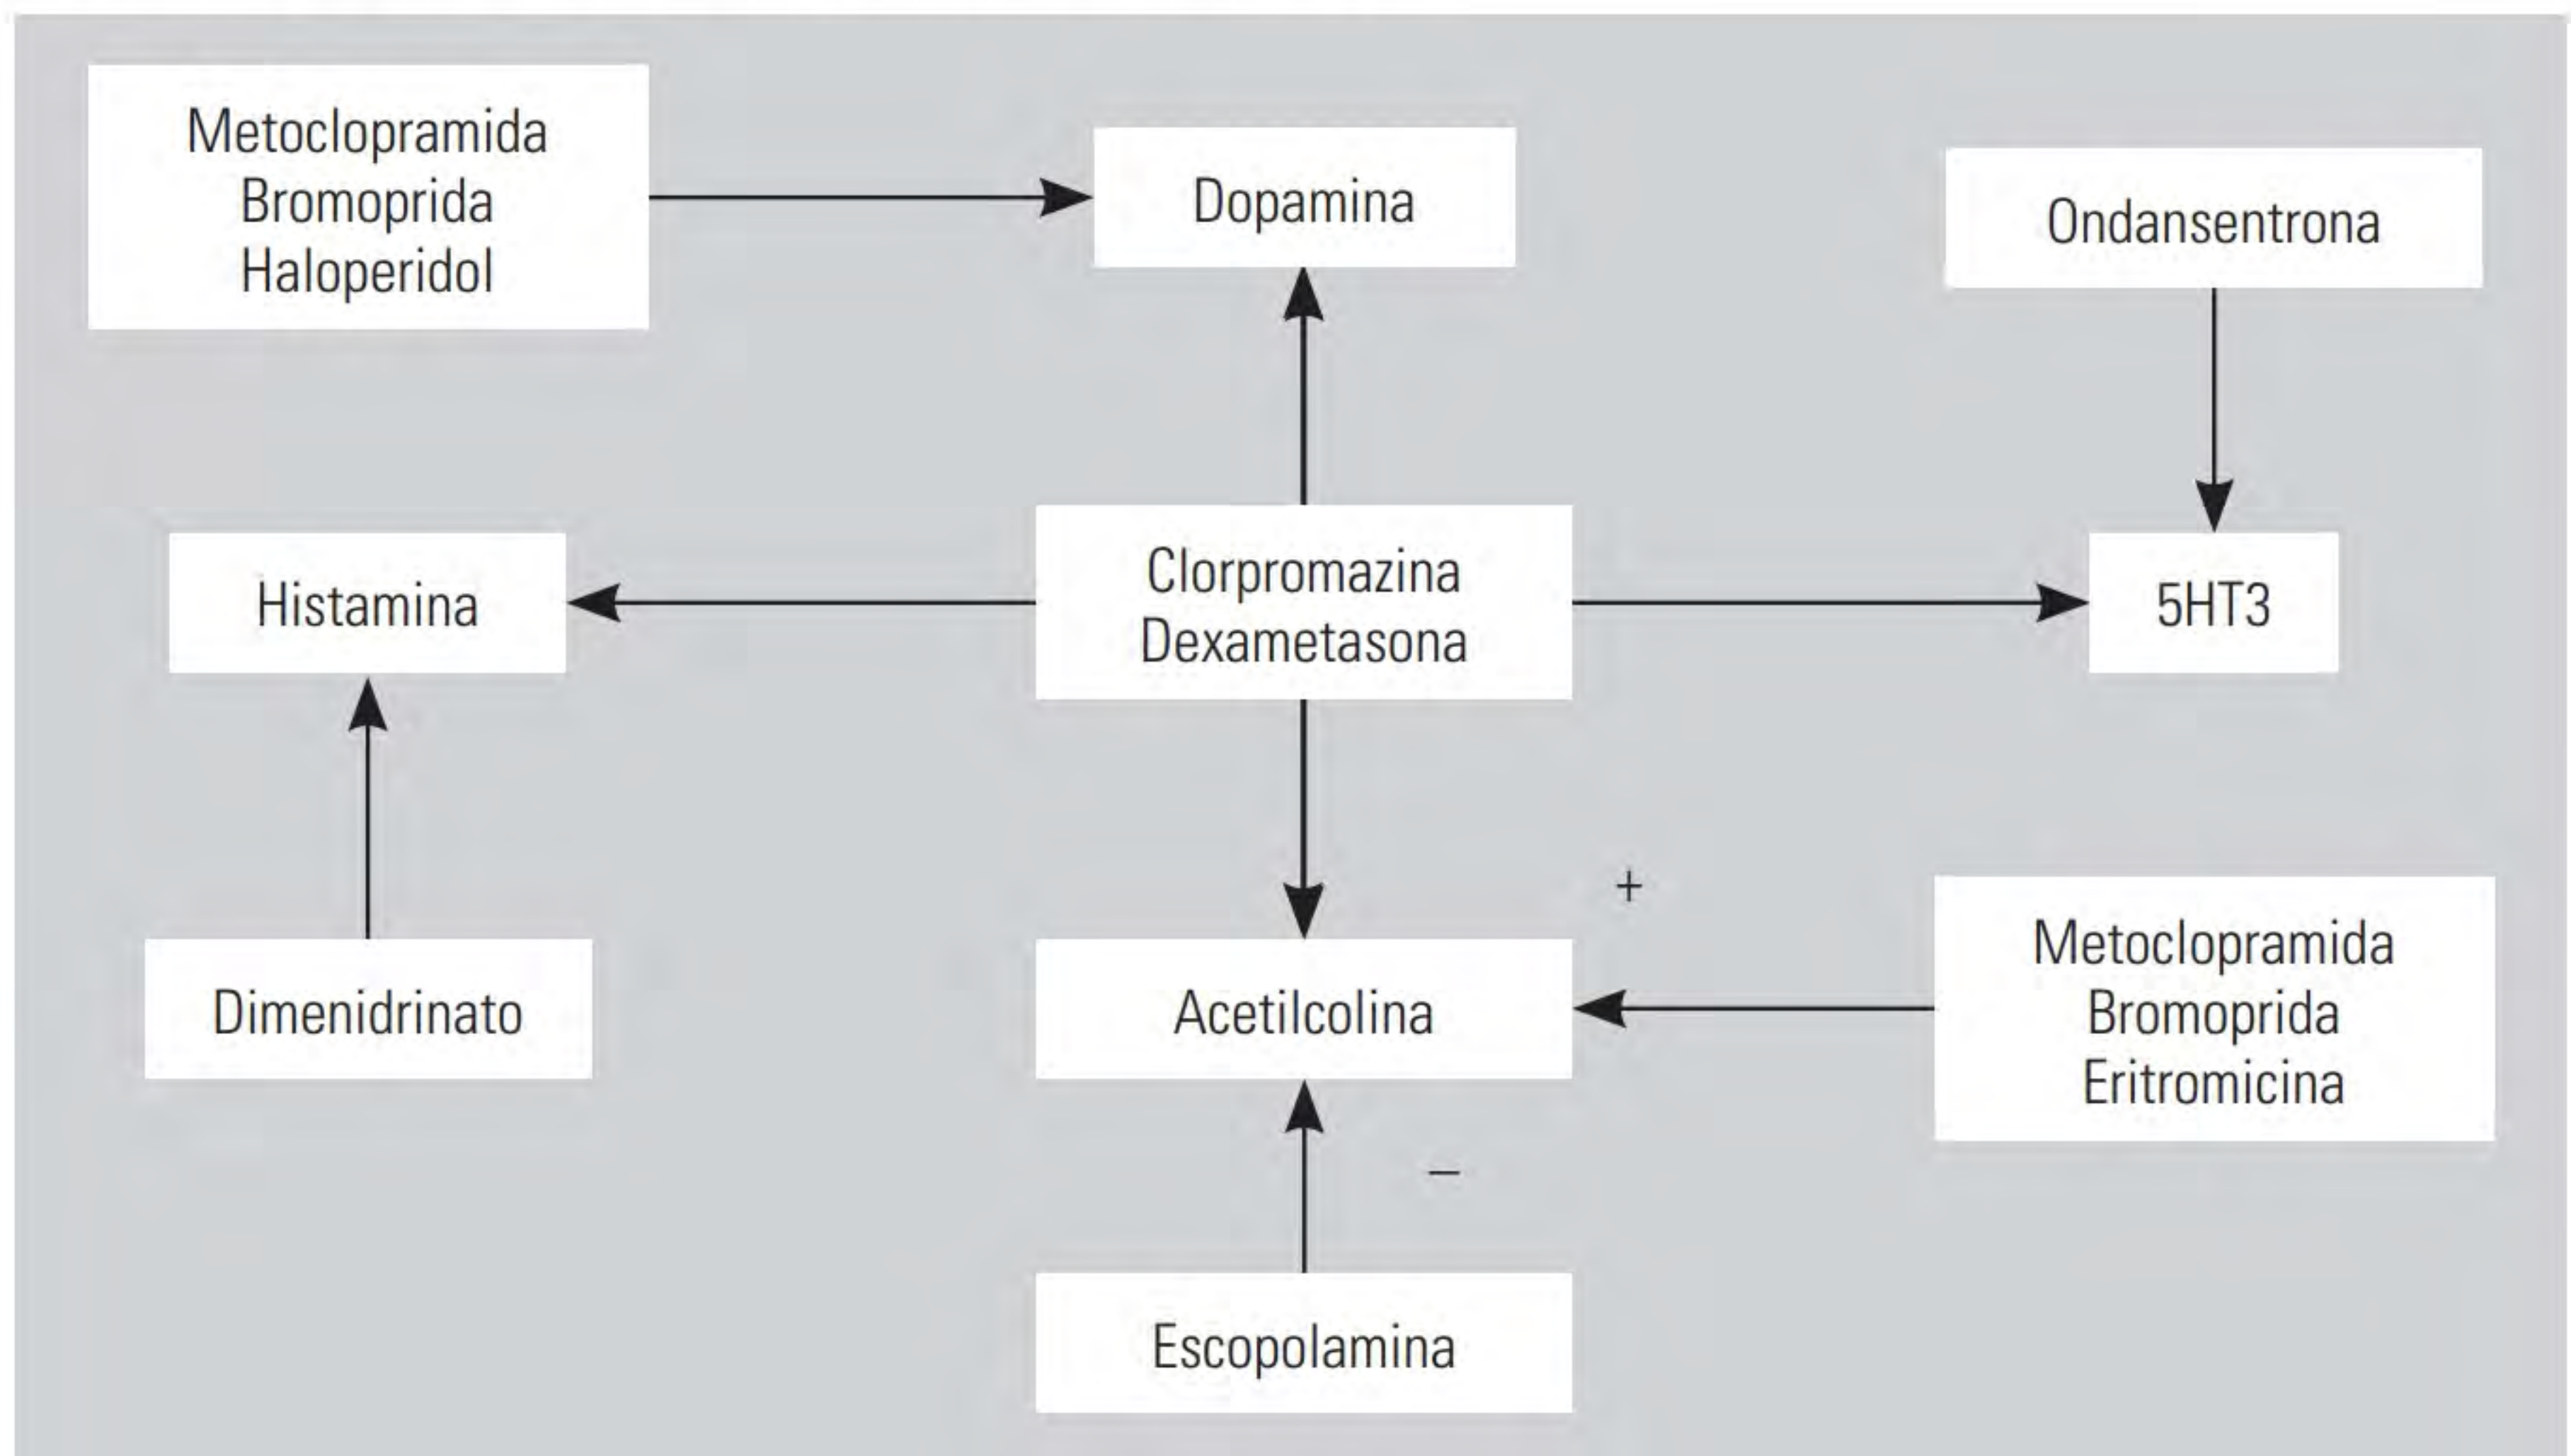 Metoclopramida
Bromoprida
Haloperidol
Dopamina
Ondansentrona
Histamina
Clorpromazina
Dexametasona
5HT3
Dimenidrinato
Acetilcolina
+
Metoclopramida
Bromoprida
Eritromicina
–
Escopolamina